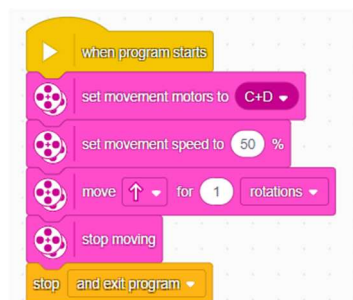 when program starts
set movement motors to C+D
set movement speed to 50 %
move for 1 rotations
stop moving
stop and exit program